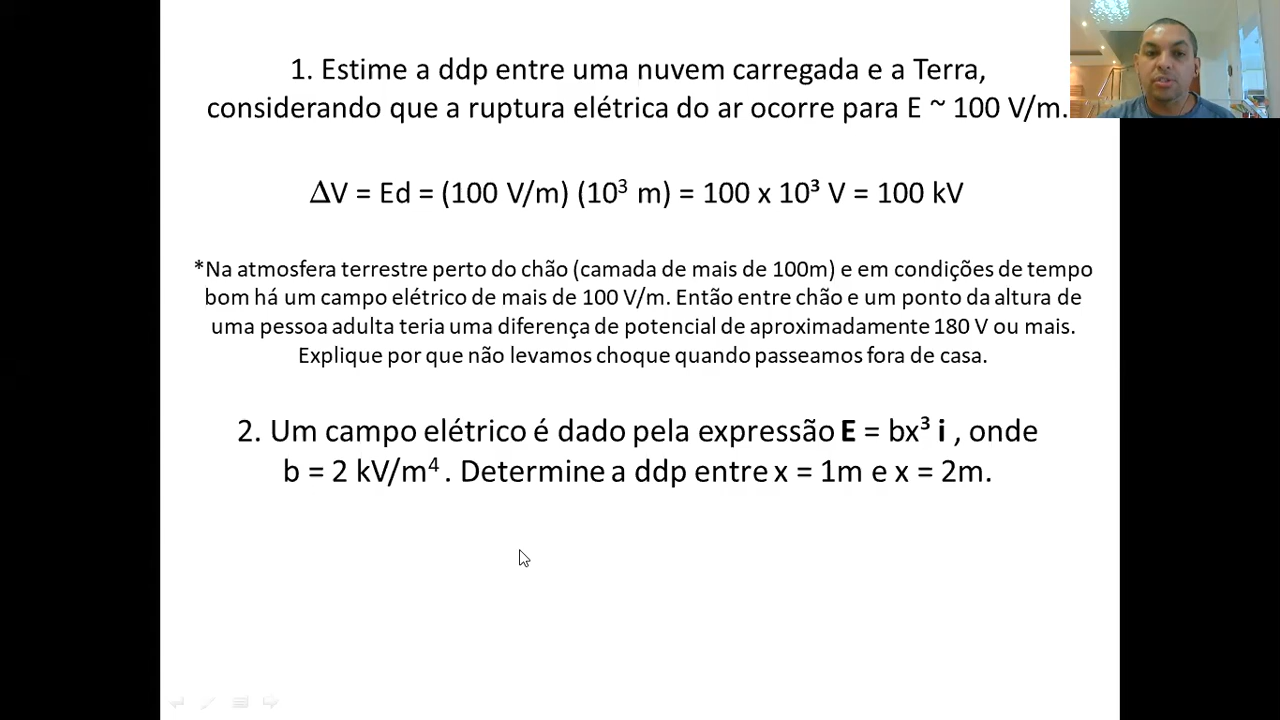 1. Estime a ddp entre uma nuvem carregada e a Terra,
considerando que a ruptura elétrica do ar ocorre para E ~ 100 V/m.
ΔV = Ed = (100 V/m) (10³ m) = 100 x 10³ V = 100 kV
*Na atmosfera terrestre perto do chão (camada de mais de 100m) e em condições de tempo
bom há um campo elétrico de mais de 100 V/m. Então entre chão e um ponto da altura de
uma pessoa adulta teria uma diferença de potencial de aproximadamente 180 V ou mais.
Explique por que não levamos choque quando passeamos fora de casa.
2. Um campo elétrico é dado pela expressão E = bx³ i , onde
b = 2 kV/m⁴ . Determine a ddp entre x = 1m e x = 2m.